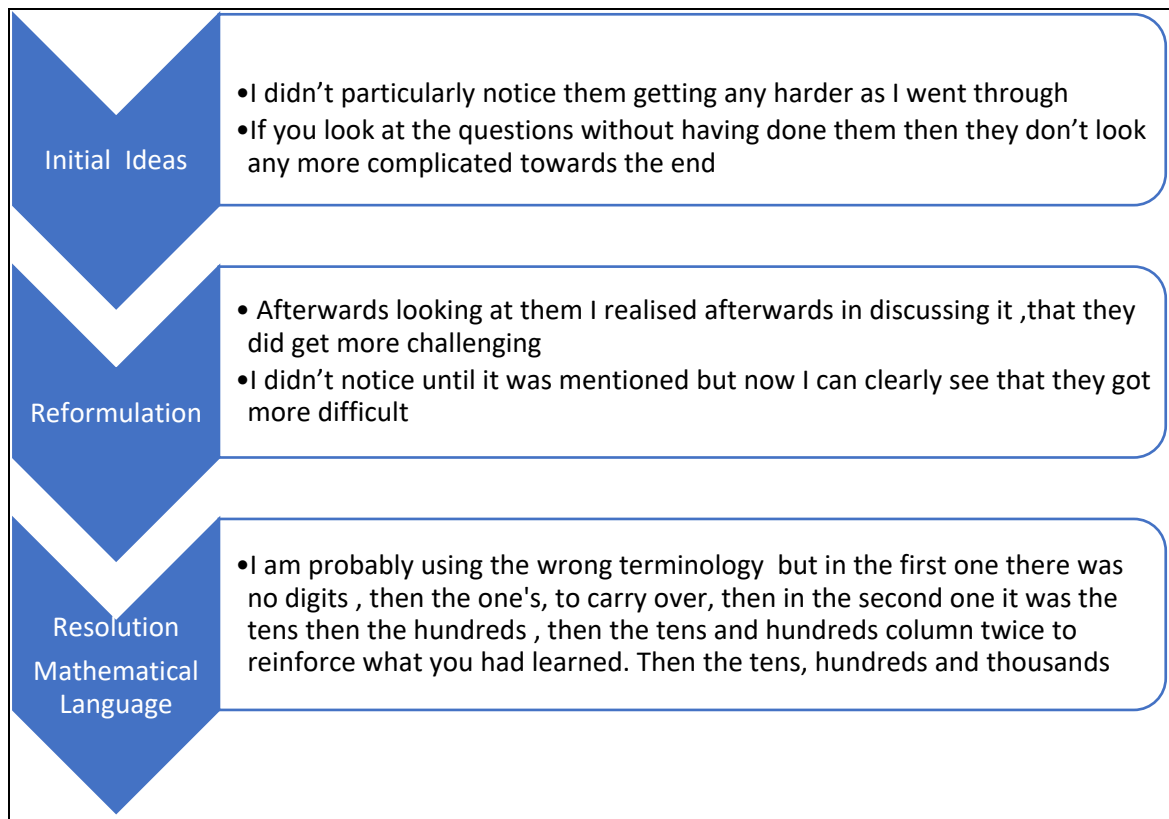 Initial Ideas
•I didn’t particularly notice them getting any harder as I went through
•If you look at the questions without having done them then they don’t look
any more complicated towards the end
Reformulation
• Afterwards looking at them I realised afterwards in discussing it ,that they
did get more challenging
•I didn’t notice until it was mentioned but now I can clearly see that they got
more difficult
Resolution
Mathematical
Language
•I am probably using the wrong terminology  but in the first one there was
no digits , then the one's, to carry over, then in the second one it was the
tens then the hundreds , then the tens and hundreds column twice to
reinforce what you had learned. Then the tens, hundreds and thousands